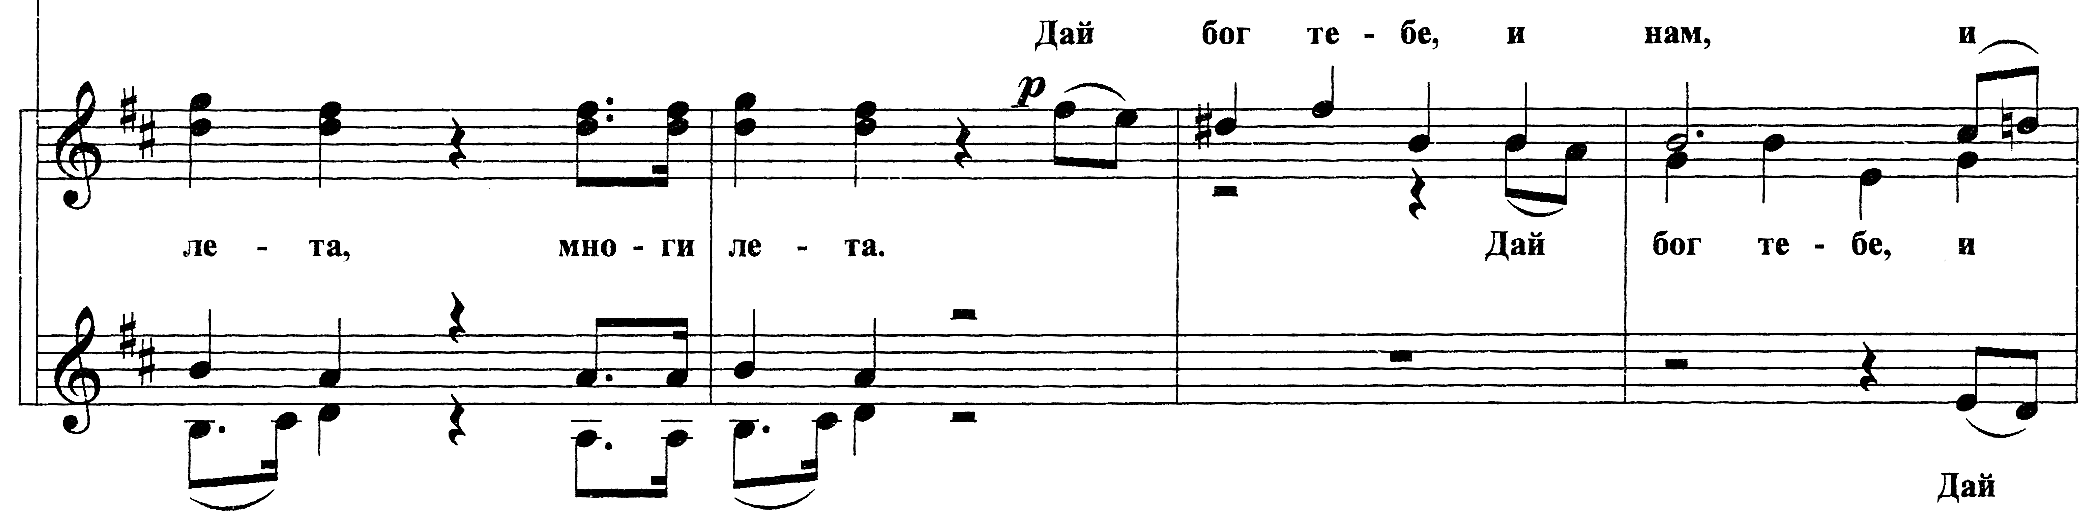 Дай бог те - бе, и нам, и
p
ле - та, мно - ги ле - та. Дай бог те - бе, и
Дай